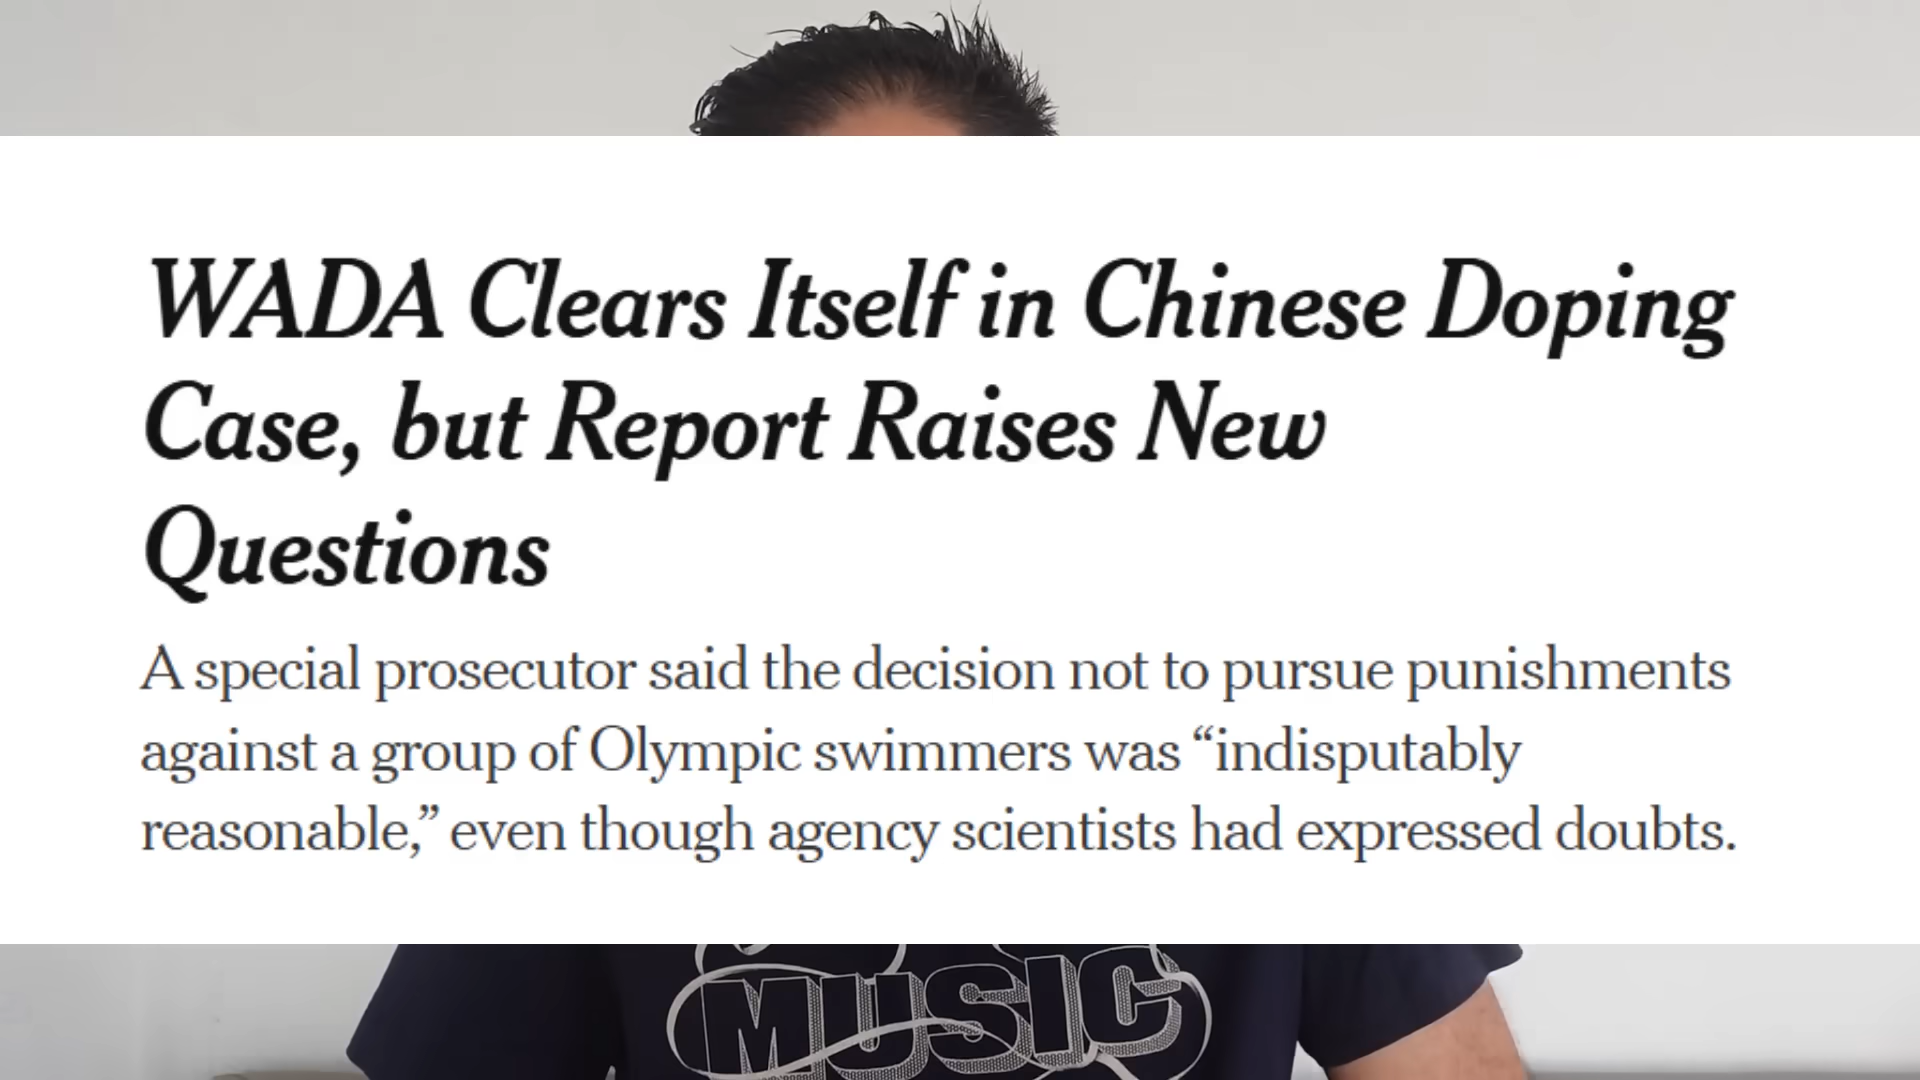 WADA Clears Itself in Chinese Doping
Case, but Report Raises New
Questions
A special prosecutor said the decision not to pursue punishments
against a group of Olympic swimmers was “indisputably
reasonable,” even though agency scientists had expressed doubts.
MUSIC